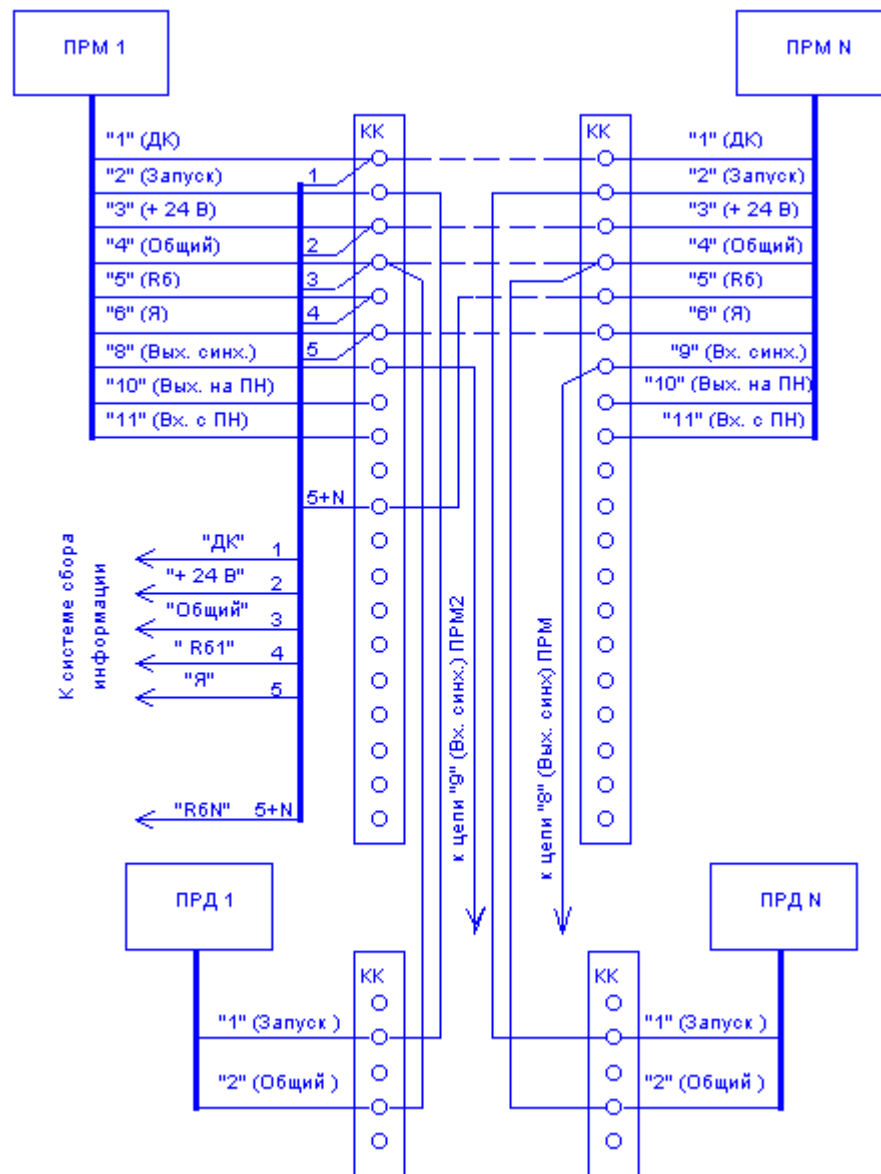 ПРМ 1
ПРМ N
КК
КК
"1" (ДК)
"2" (Запуск)
"3" (+ 24 В)
"4" (Общий)
"5" (Rб)
"6" (Я)
"8" (Вых. синх.)
"10" (Вых. на ПН)
"11" (Вх. с ПН)
1
2
3
4
5
5+N
"1" (ДК)
"2" (Запуск)
"3" (+ 24 В)
"4" (Общий)
"5" (Rб)
"6" (Я)
"9" (Вх. синх.)
"10" (Вых. на ПН)
"11" (Вх. с ПН)
К системе сбора
информации
"ДК" 1
"+ 24 В" 2
"Общий" 3
" Rб1" 4
"Я" 5
"RбN" 5+N
к цепи "9" (Вх. синх.) ПРМ2
к цепи "8" (Вых. синх) ПРМ
ПРД 1
ПРД N
КК
КК
"1" (Запуск )
"2" (Общий )
"1" (Запуск )
"2" (Общий )